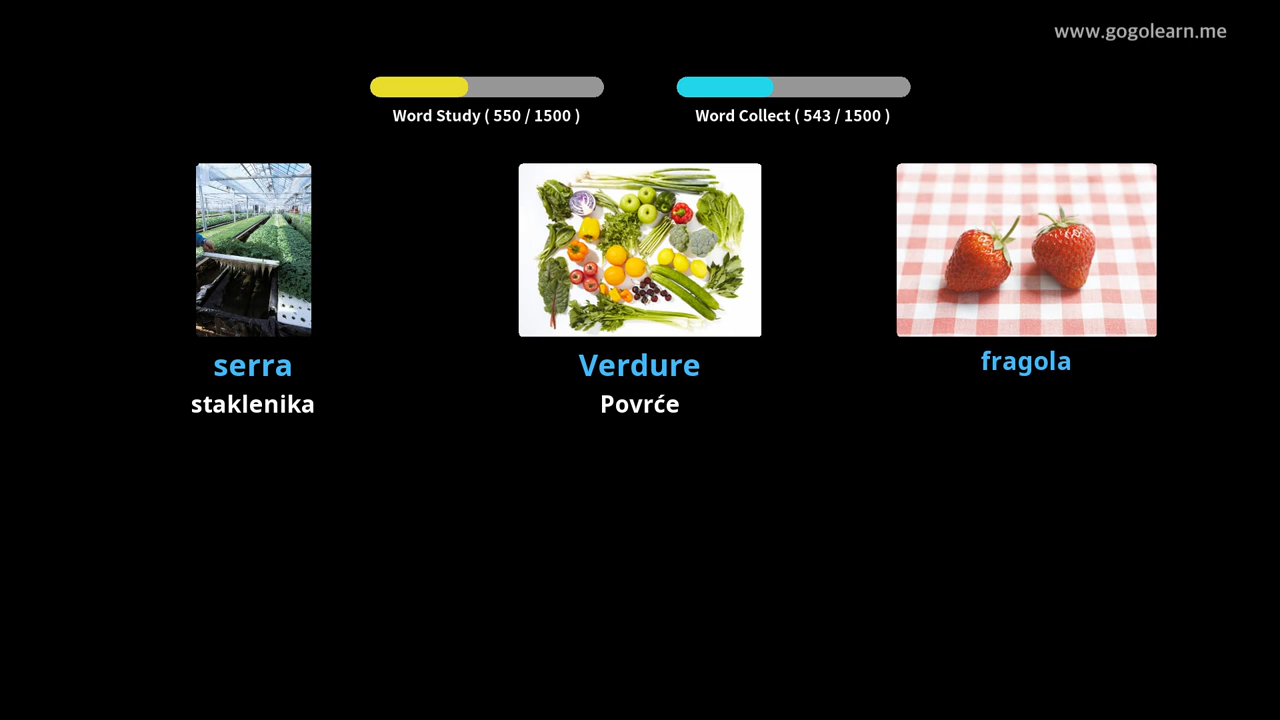 www.gogolearn.me
Word Study ( 550 / 1500 )
Word Collect ( 543 / 1500 )
serra
staklenika
Verdure
Povrće
fragola